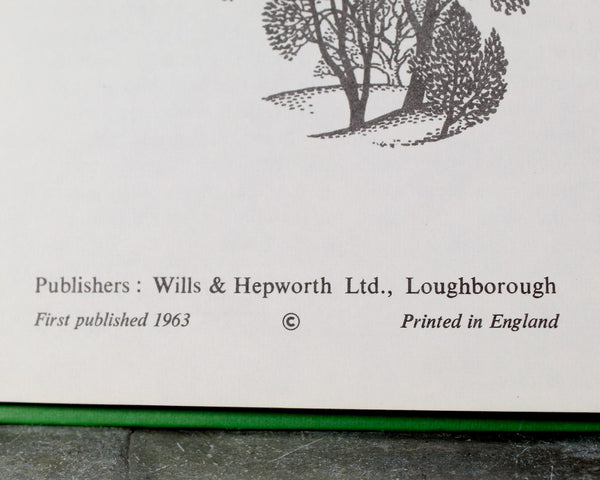 Publishers : Wills & Hepworth Ltd., Loughborough
First published 1963 © Printed in England